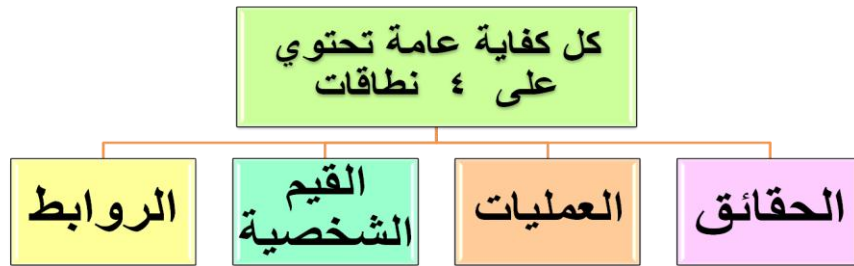 كل كفاية عامة تحتوي
على ٤ نطاقات
الحقائق
العمليات
القيم
الشخصية
الروابط